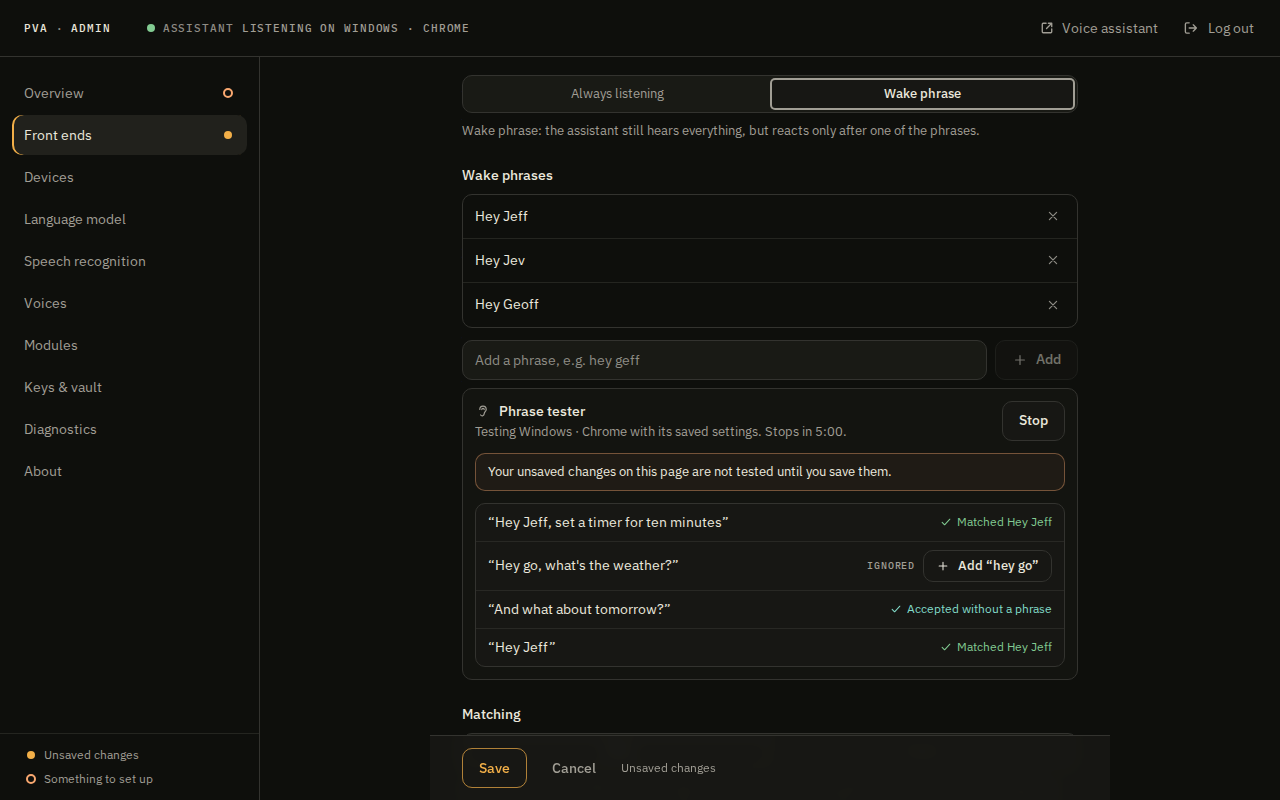 PVA · ADMIN
ASSISTANT LISTENING ON WINDOWS · CHROME
Voice assistant
Log out
Overview
Front ends
Devices
Language model
Speech recognition
Voices
Modules
Keys & vault
Diagnostics
About
Unsaved changes
Something to set up
Always listening
Wake phrase
Wake phrase: the assistant still hears everything, but reacts only after one of the phrases.
Wake phrases
Hey Jeff
Hey Jev
Hey Geoff
Add a phrase, e.g. hey geff
Add
Phrase tester
Testing Windows · Chrome with its saved settings. Stops in 5:00.
Stop
Your unsaved changes on this page are not tested until you save them.
“Hey Jeff, set a timer for ten minutes”
Matched Hey Jeff
“Hey go, what's the weather?”
IGNORED
Add “hey go”
“And what about tomorrow?”
Accepted without a phrase
“Hey Jeff”
Matched Hey Jeff
Matching
Save
Cancel
Unsaved changes